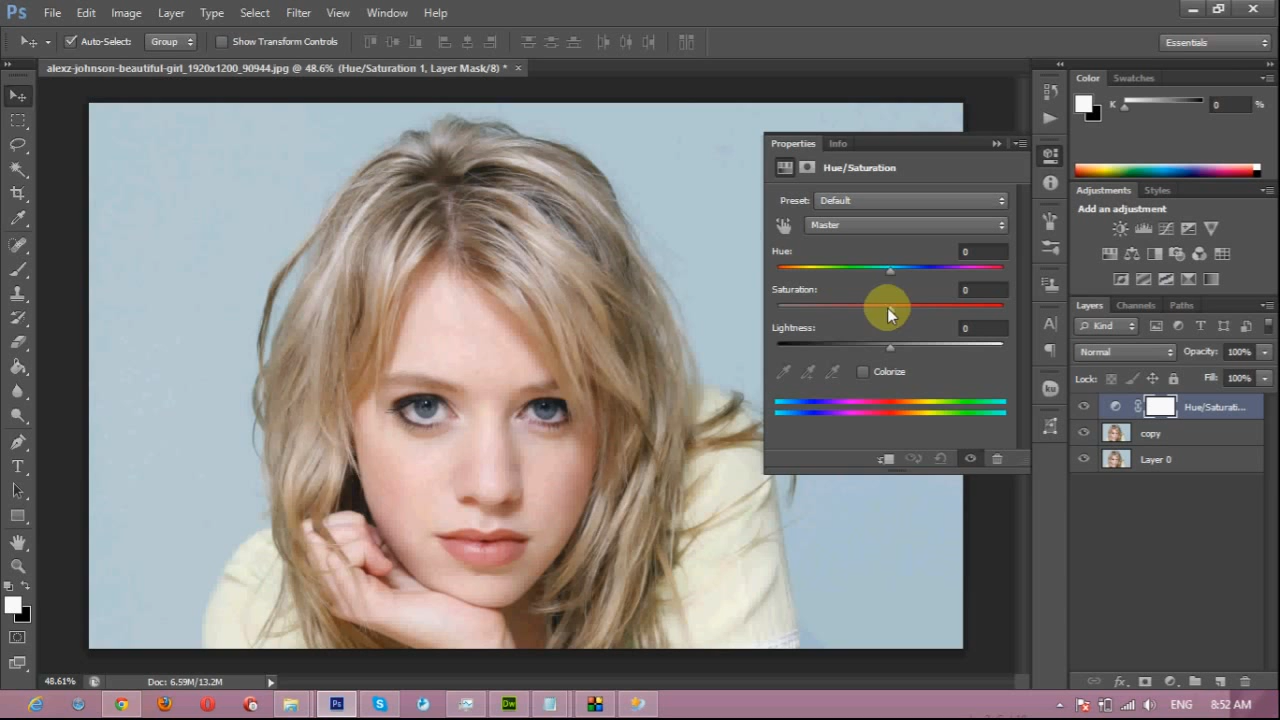 Ps File Edit Image Layer Type Select Filter View Window Help
Auto-Select: Group Show Transform Controls Essentials
alexz-johnson-beautiful-girl_1920x1200_90944.jpg @ 48.6% (Hue/Saturation 1, Layer Mask/8) * ×
Color Swatches
K 0 %
Properties Info
Hue/Saturation
Preset: Default
Master
Hue: 0
Saturation: 0
Lightness: 0
Colorize
Adjustments Styles
Add an adjustment
Layers Channels Paths
Kind
Normal Opacity: 100%
Lock: Fill: 100%
Hue/Saturati...
copy
Layer 0
fx
48.61% Doc: 6.59M/13.2M
Ps Dw ENG 8:52 AM